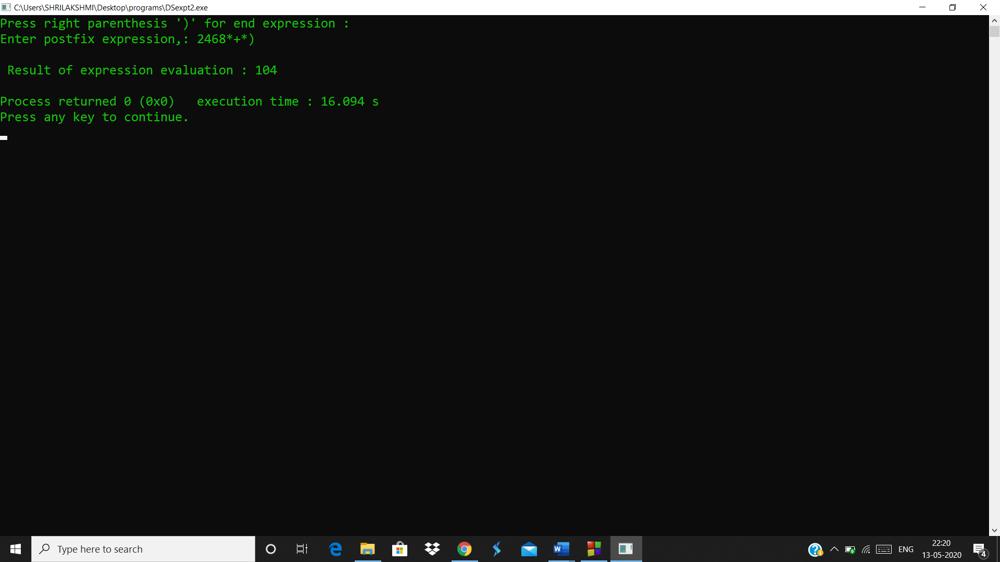 C:\Users\SHRILAKSHMI\Desktop\programs\DSexpt2.exe
Press right parenthesis ')' for end expression :
Enter postfix expression,: 2468*+*)
Result of expression evaluation : 104
Process returned 0 (0x0)   execution time : 16.094 s
Press any key to continue.
Type here to search
ENG
22:20
13-05-2020
4